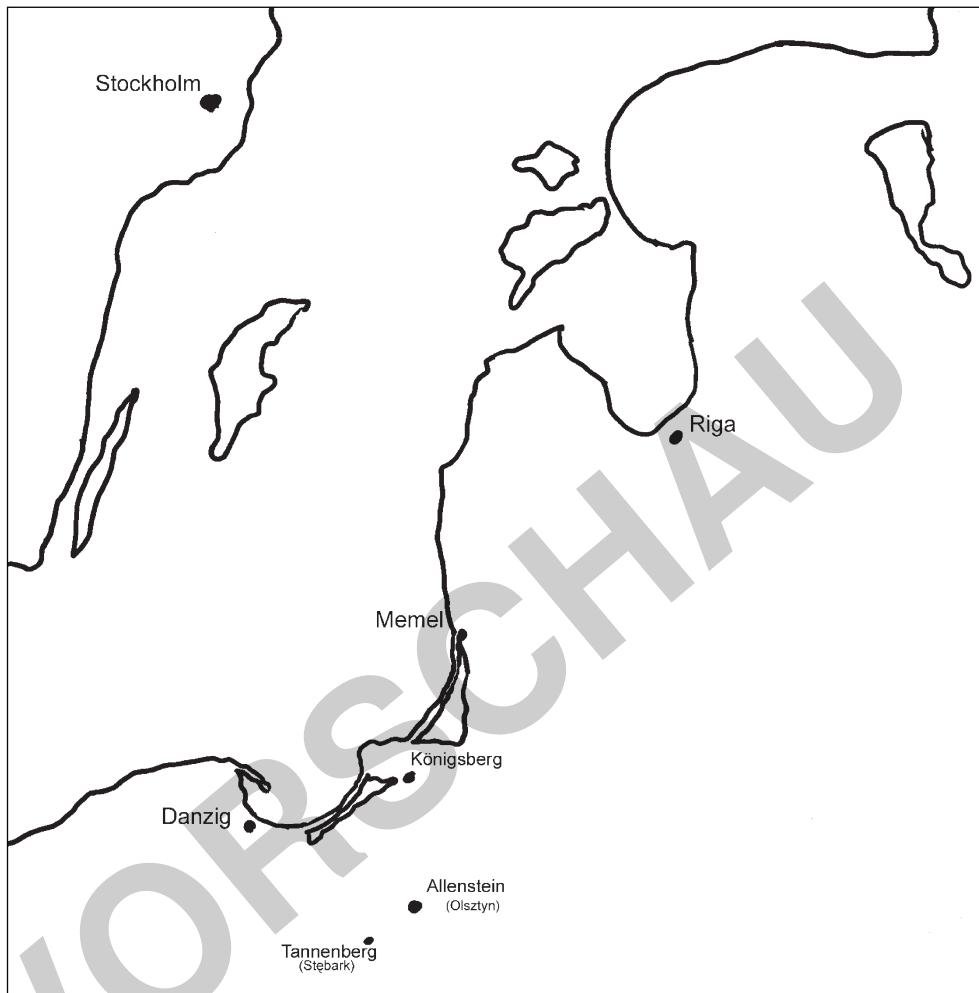 Stockholm
Riga
Memel
Königsberg
Danzig
Allenstein
(Olsztyn)
Tannenberg
(Stębark)
VORSCHAU